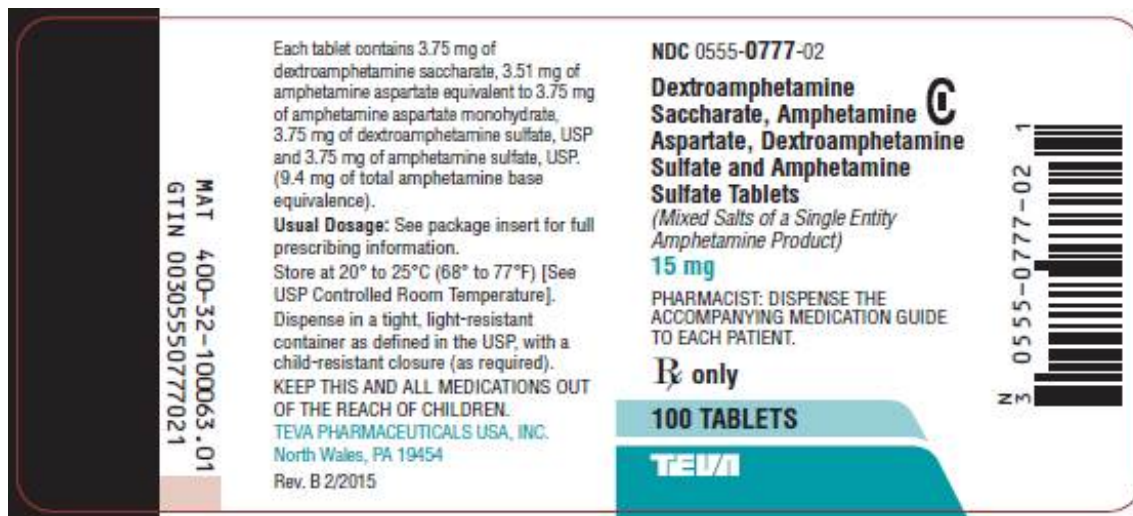 MAT 400-32-100063.01
GTIN 00305550777021
Each tablet contains 3.75 mg of
dextroamphetamine saccharate, 3.51 mg of
amphetamine aspartate equivalent to 3.75 mg
of amphetamine aspartate monohydrate,
3.75 mg of dextroamphetamine sulfate, USP
and 3.75 mg of amphetamine sulfate, USP.
(9.4 mg of total amphetamine base
equivalence).
Usual Dosage: See package insert for full
prescribing information.
Store at 20° to 25°C (68° to 77°F) [See
USP Controlled Room Temperature].
Dispense in a tight, light-resistant
container as defined in the USP, with a
child-resistant closure (as required).
KEEP THIS AND ALL MEDICATIONS OUT
OF THE REACH OF CHILDREN.
TEVA PHARMACEUTICALS USA, INC.
North Wales, PA 19454
Rev. B 2/2015
NDC 0555-0777-02
Dextroamphetamine
Saccharate, Amphetamine CII
Aspartate, Dextroamphetamine
Sulfate and Amphetamine
Sulfate Tablets
(Mixed Salts of a Single Entity
Amphetamine Product)
15 mg
PHARMACIST: DISPENSE THE
ACCOMPANYING MEDICATION GUIDE
TO EACH PATIENT.
℞ only
100 TABLETS
TEVA
N3 0555-0777-02 1